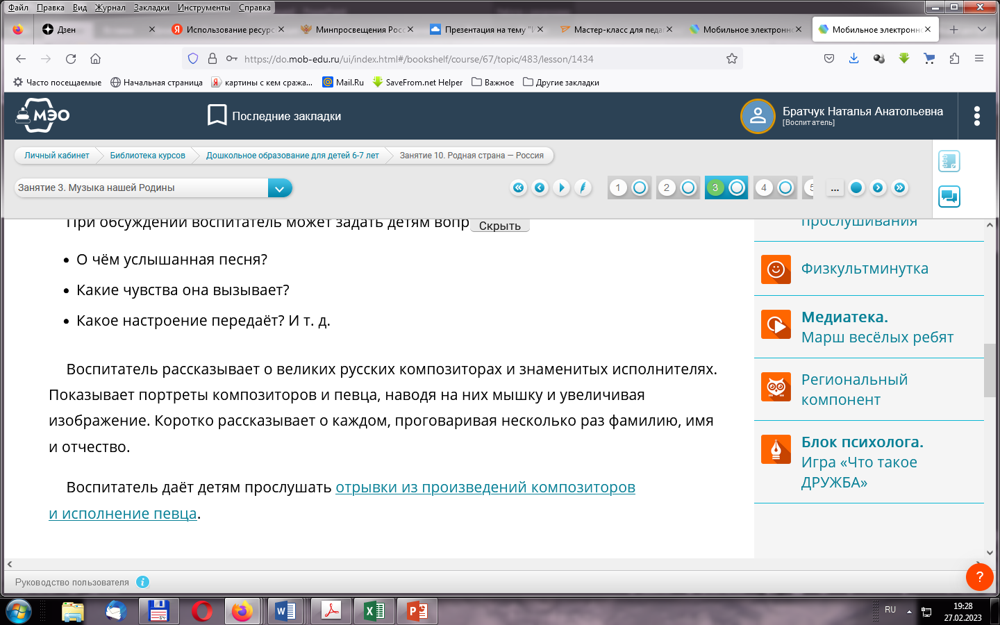 Файл Правка Вид Журнал Закладки Инструменты Справка
Дзен
Использование ресурс
Минпросвещения Росс
Презентация на тему "И
Мастер-класс для педаг
Мобильное электронно
Мобильное электронно
https://do.mob-edu.ru/ui/index.html#/bookshelf/course/67/topic/483/lesson/1434
Часто посещаемые
Начальная страница
картины с кем сража...
Mail.Ru
SaveFrom.net Helper
Важное
Другие закладки
МЭО
Последние закладки
Братчук Наталья Анатольевна
[Воспитатель]
Личный кабинет
Библиотека курсов
Дошкольное образование для детей 6-7 лет
Занятие 10. Родная страна — Россия
Занятие 3. Музыка нашей Родины
1 2 3 4 5 ...
При обсуждении воспитатель может задать детям вопр
Скрыть
• О чём услышанная песня?
• Какие чувства она вызывает?
• Какое настроение передаёт? И т. д.
Воспитатель рассказывает о великих русских композиторах и знаменитых исполнителях.
Показывает портреты композиторов и певца, наводя на них мышку и увеличивая
изображение. Коротко рассказывает о каждом, проговаривая несколько раз фамилию, имя
и отчество.
Воспитатель даёт детям прослушать отрывки из произведений композиторов
и исполнение певца.
прослушивания
Физкультминутка
Медиатека.
Марш весёлых ребят
Региональный
компонент
Блок психолога.
Игра «Что такое
ДРУЖБА»
Руководство пользователя
?
64
RU
19:28
27.02.2023